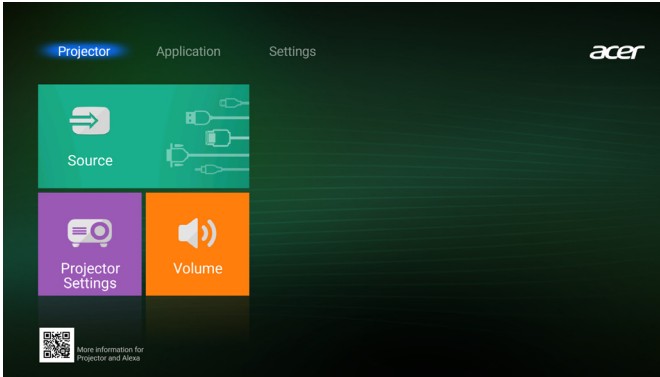 Projector Application Settings
acer
Source
Projector
Settings
Volume
More information for
Projector and Alexa